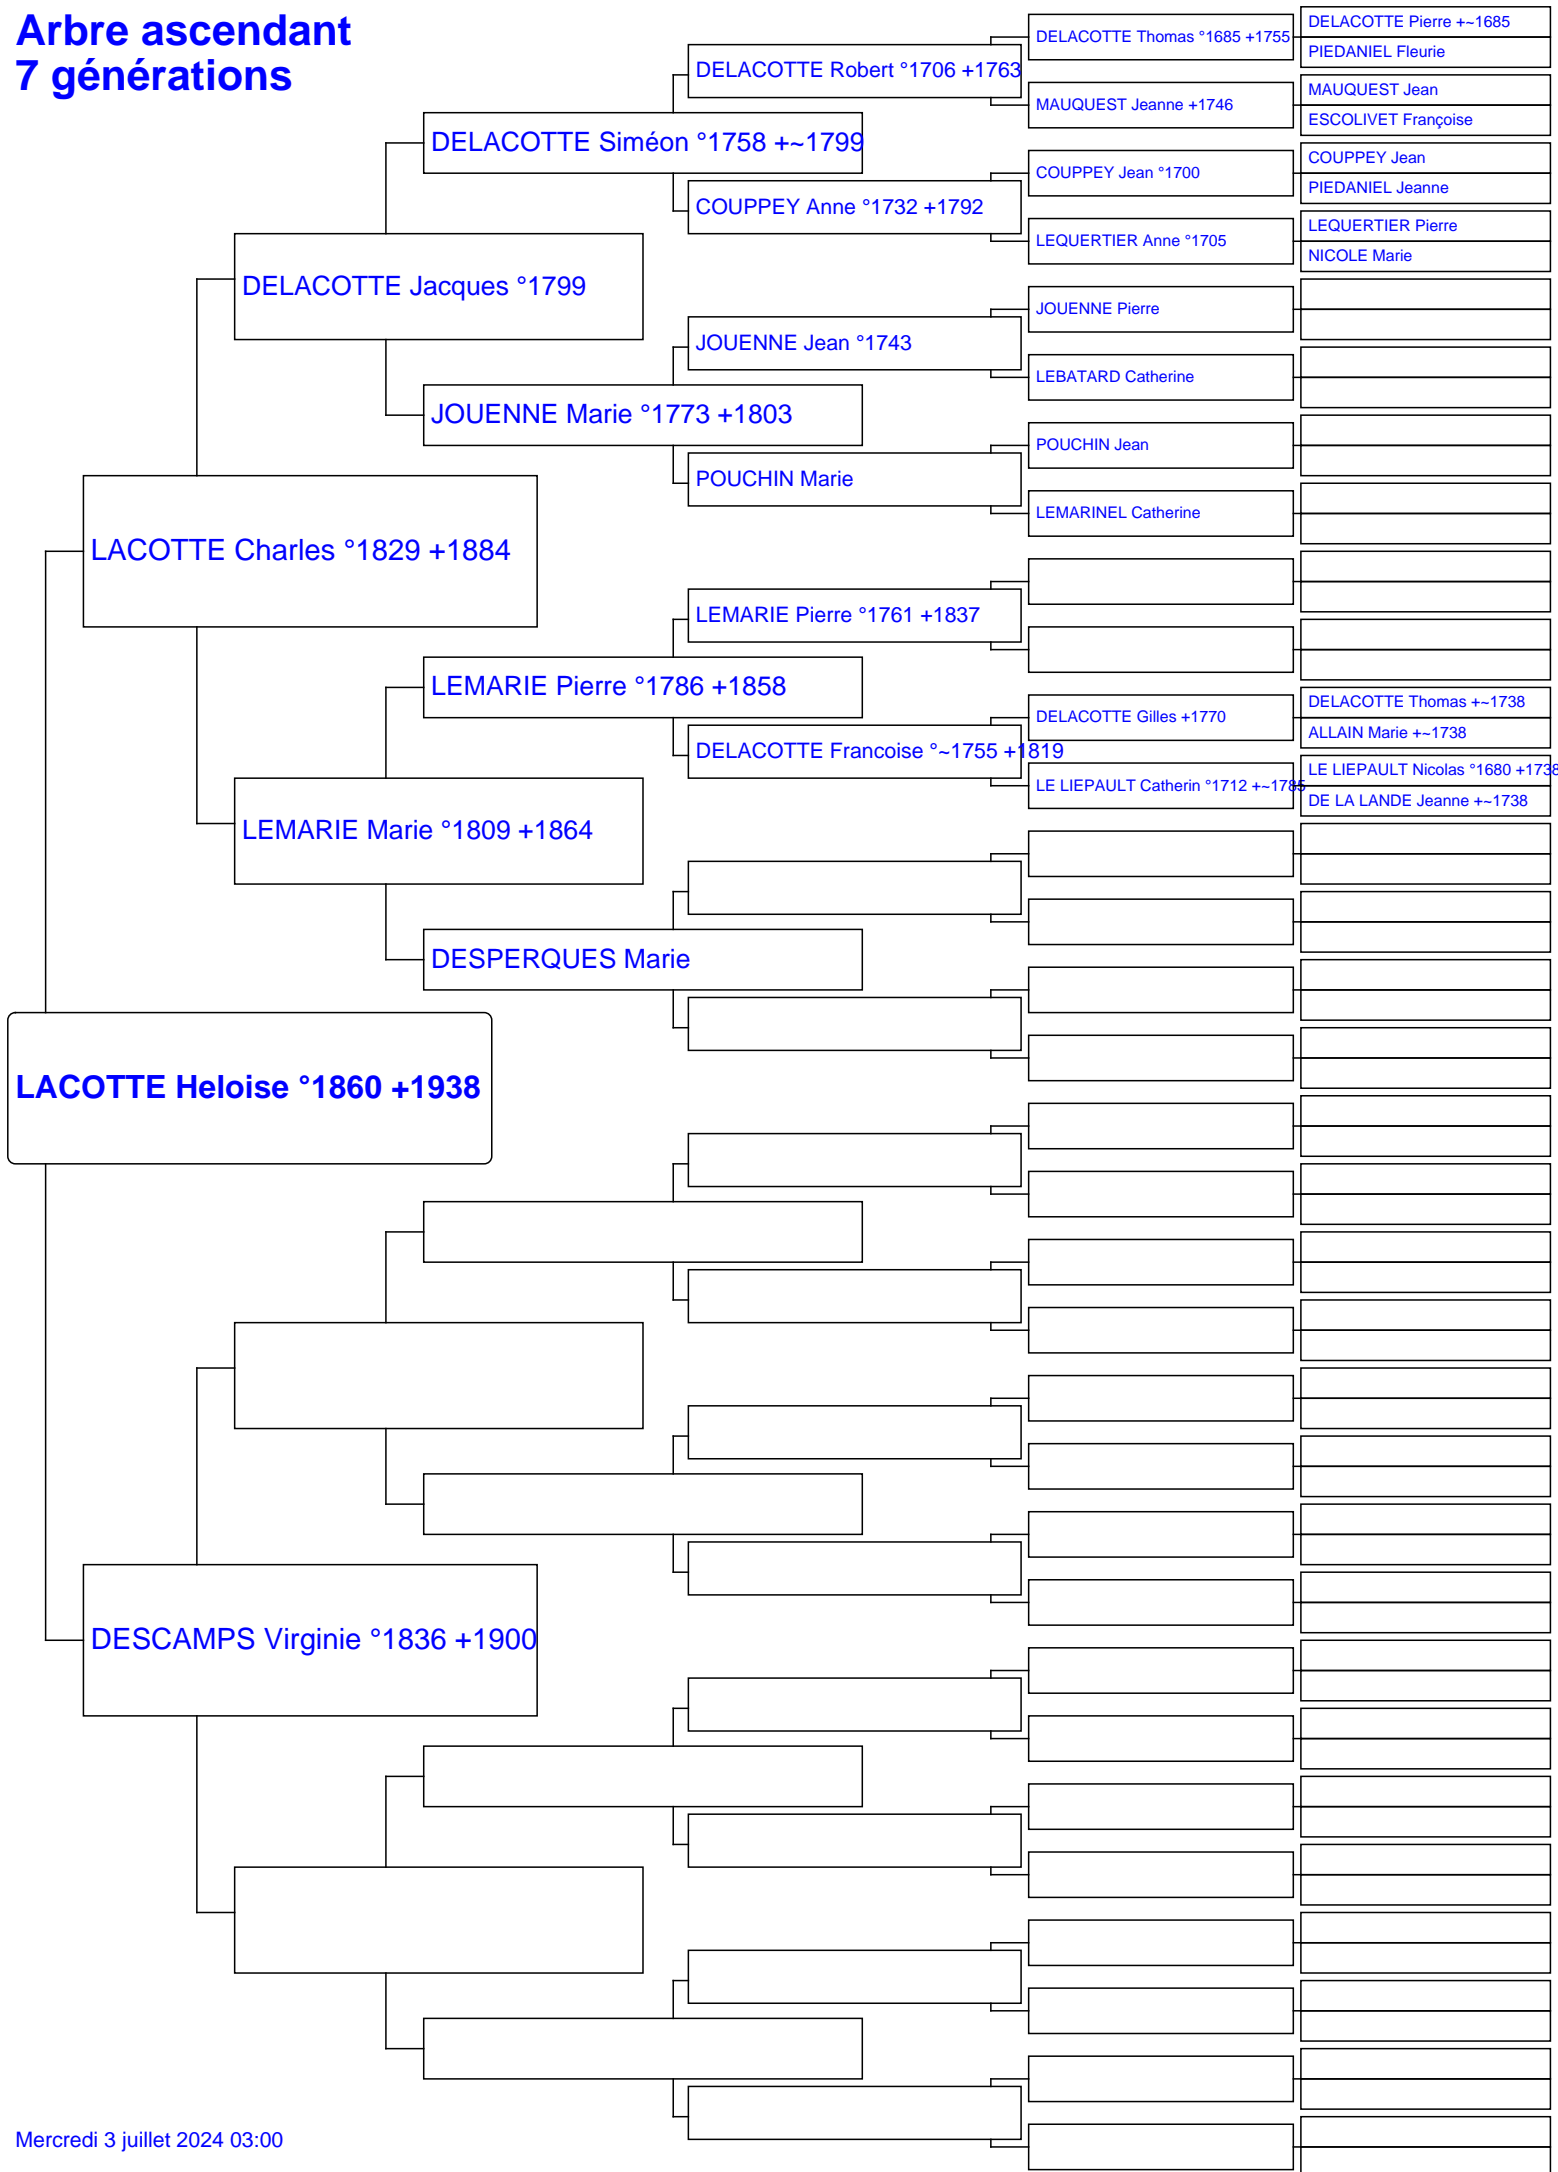 Arbre ascendant
7 générations
DELACOTTE Thomas °1685 +1755
DELACOTTE Pierre +~1685
PIEDANIEL Fleurie
DELACOTTE Robert °1706 +1763
MAUQUEST Jeanne +1746
MAUQUEST Jean
ESCOLIVET Françoise
DELACOTTE Siméon °1758 +~1799
COUPPEY Jean °1700
COUPPEY Jean
PIEDANIEL Jeanne
COUPPEY Anne °1732 +1792
LEQUERTIER Anne °1705
LEQUERTIER Pierre
NICOLE Marie
DELACOTTE Jacques °1799
JOUENNE Pierre
JOUENNE Jean °1743
LEBATARD Catherine
JOUENNE Marie °1773 +1803
POUCHIN Jean
POUCHIN Marie
LEMARINEL Catherine
LACOTTE Charles °1829 +1884
LEMARIE Pierre °1761 +1837
LEMARIE Pierre °1786 +1858
DELACOTTE Gilles +1770
DELACOTTE Thomas +~1738
ALLAIN Marie +~1738
DELACOTTE Francoise °~1755 +1819
LE LIEPAULT Catherin °1712 +~1785
LE LIEPAULT Nicolas °1680 +1738
DE LA LANDE Jeanne +~1738
LEMARIE Marie °1809 +1864
DESPERQUES Marie
LACOTTE Heloise °1860 +1938
DESCAMPS Virginie °1836 +1900
Mercredi 3 juillet 2024 03:00